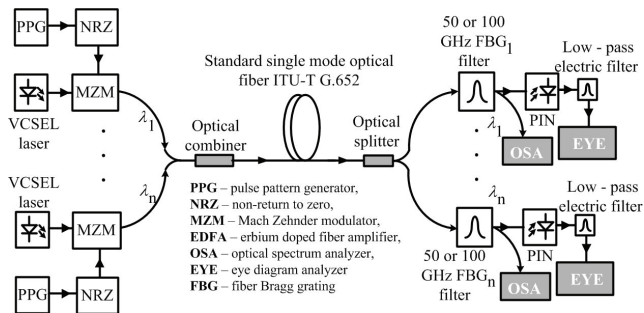 PPG
NRZ
VCSEL
laser
MZM
λ1
Standard single mode optical
fiber ITU-T G.652
Optical
combiner
Optical
splitter
50 or 100
GHz FBG1
filter
Low - pass
electric filter
PIN
λ1
OSA
EYE
VCSEL
laser
MZM
λn
PPG
NRZ
PPG – pulse pattern generator,
NRZ – non-return to zero,
MZM – Mach Zehnder modulator,
EDFA – erbium doped fiber amplifier,
OSA – optical spectrum analyzer,
EYE – eye diagram analyzer
FBG – fiber Bragg grating
λn
Low - pass
electric filter
PIN
50 or 100
GHz FBGn
filter
OSA
EYE